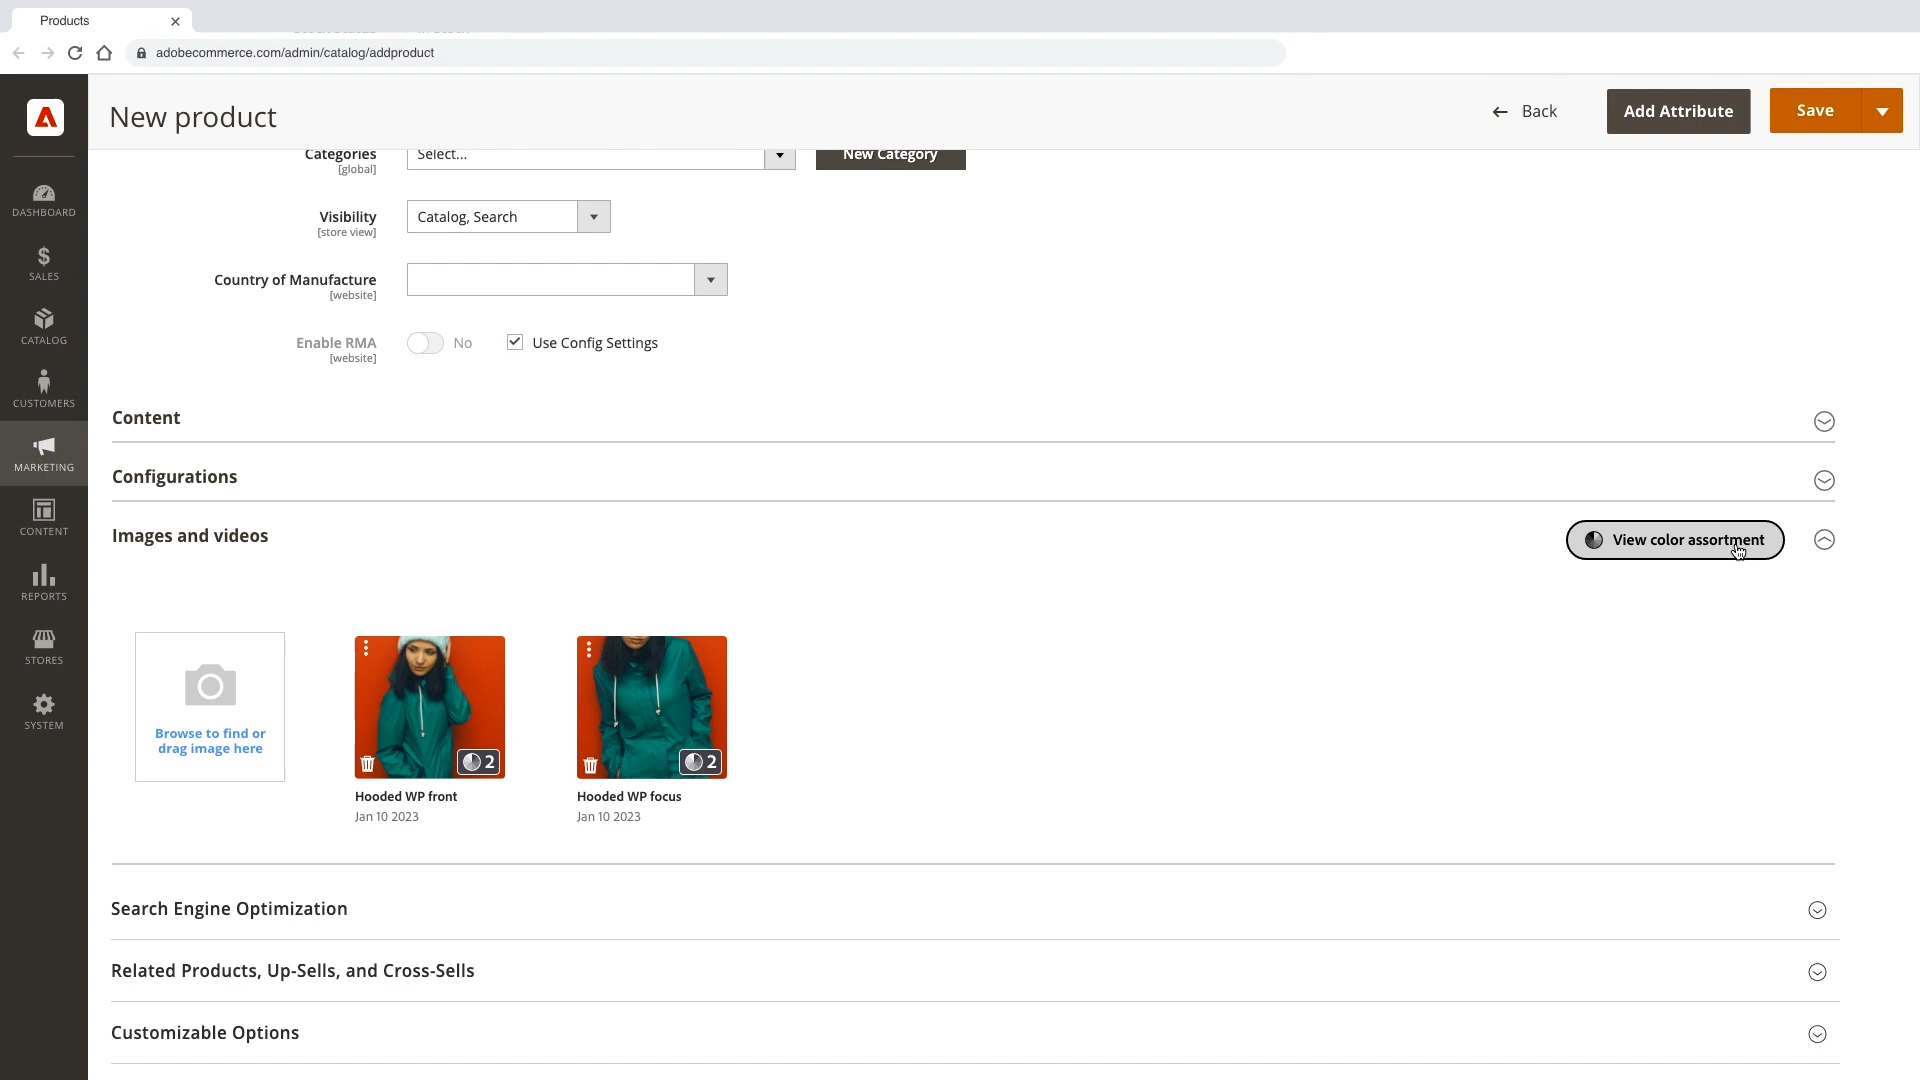 Products
adobecommerce.com/admin/catalog/addproduct
New product
Back
Add Attribute
Save
DASHBOARD
SALES
CATALOG
CUSTOMERS
MARKETING
CONTENT
REPORTS
STORES
SYSTEM
Categories
[global]
Select...
New Category
Visibility
[store view]
Catalog, Search
Country of Manufacture
[website]
Enable RMA
[website]
No
Use Config Settings
Content
Configurations
Images and videos
View color assortment
Browse to find or
drag image here
2
Hooded WP front
Jan 10 2023
2
Hooded WP focus
Jan 10 2023
Search Engine Optimization
Related Products, Up-Sells, and Cross-Sells
Customizable Options